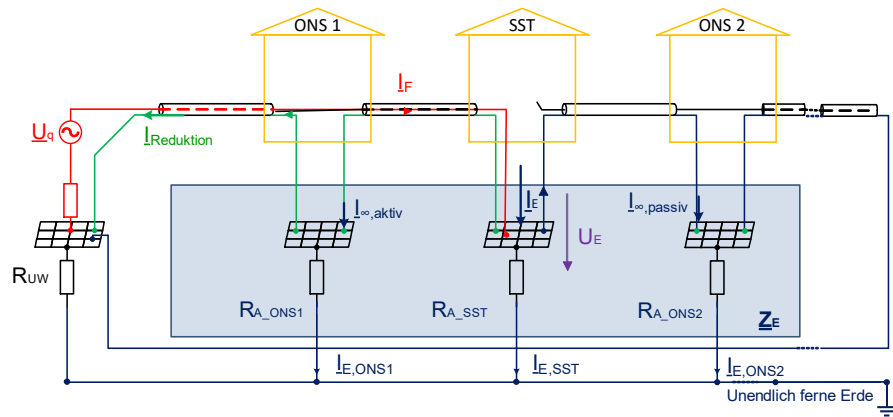 ONS 1
SST
ONS 2
I_F
U_q
I_Reduktion
I_∞,aktiv
I_E
U_E
I_∞,passiv
R_UW
R_A_ONS1
R_A_SST
R_A_ONS2
Z_E
I_E,ONS1
I_E,SST
I_E,ONS2
Unendlich ferne Erde